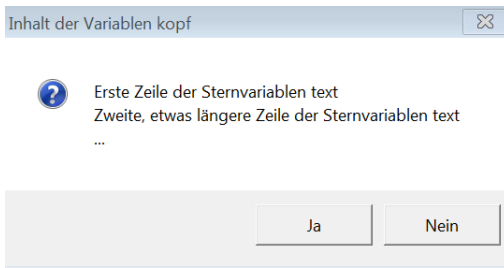 Inhalt der Variablen kopf
Erste Zeile der Sternvariablen text
Zweite, etwas längere Zeile der Sternvariablen text
...
Ja
Nein